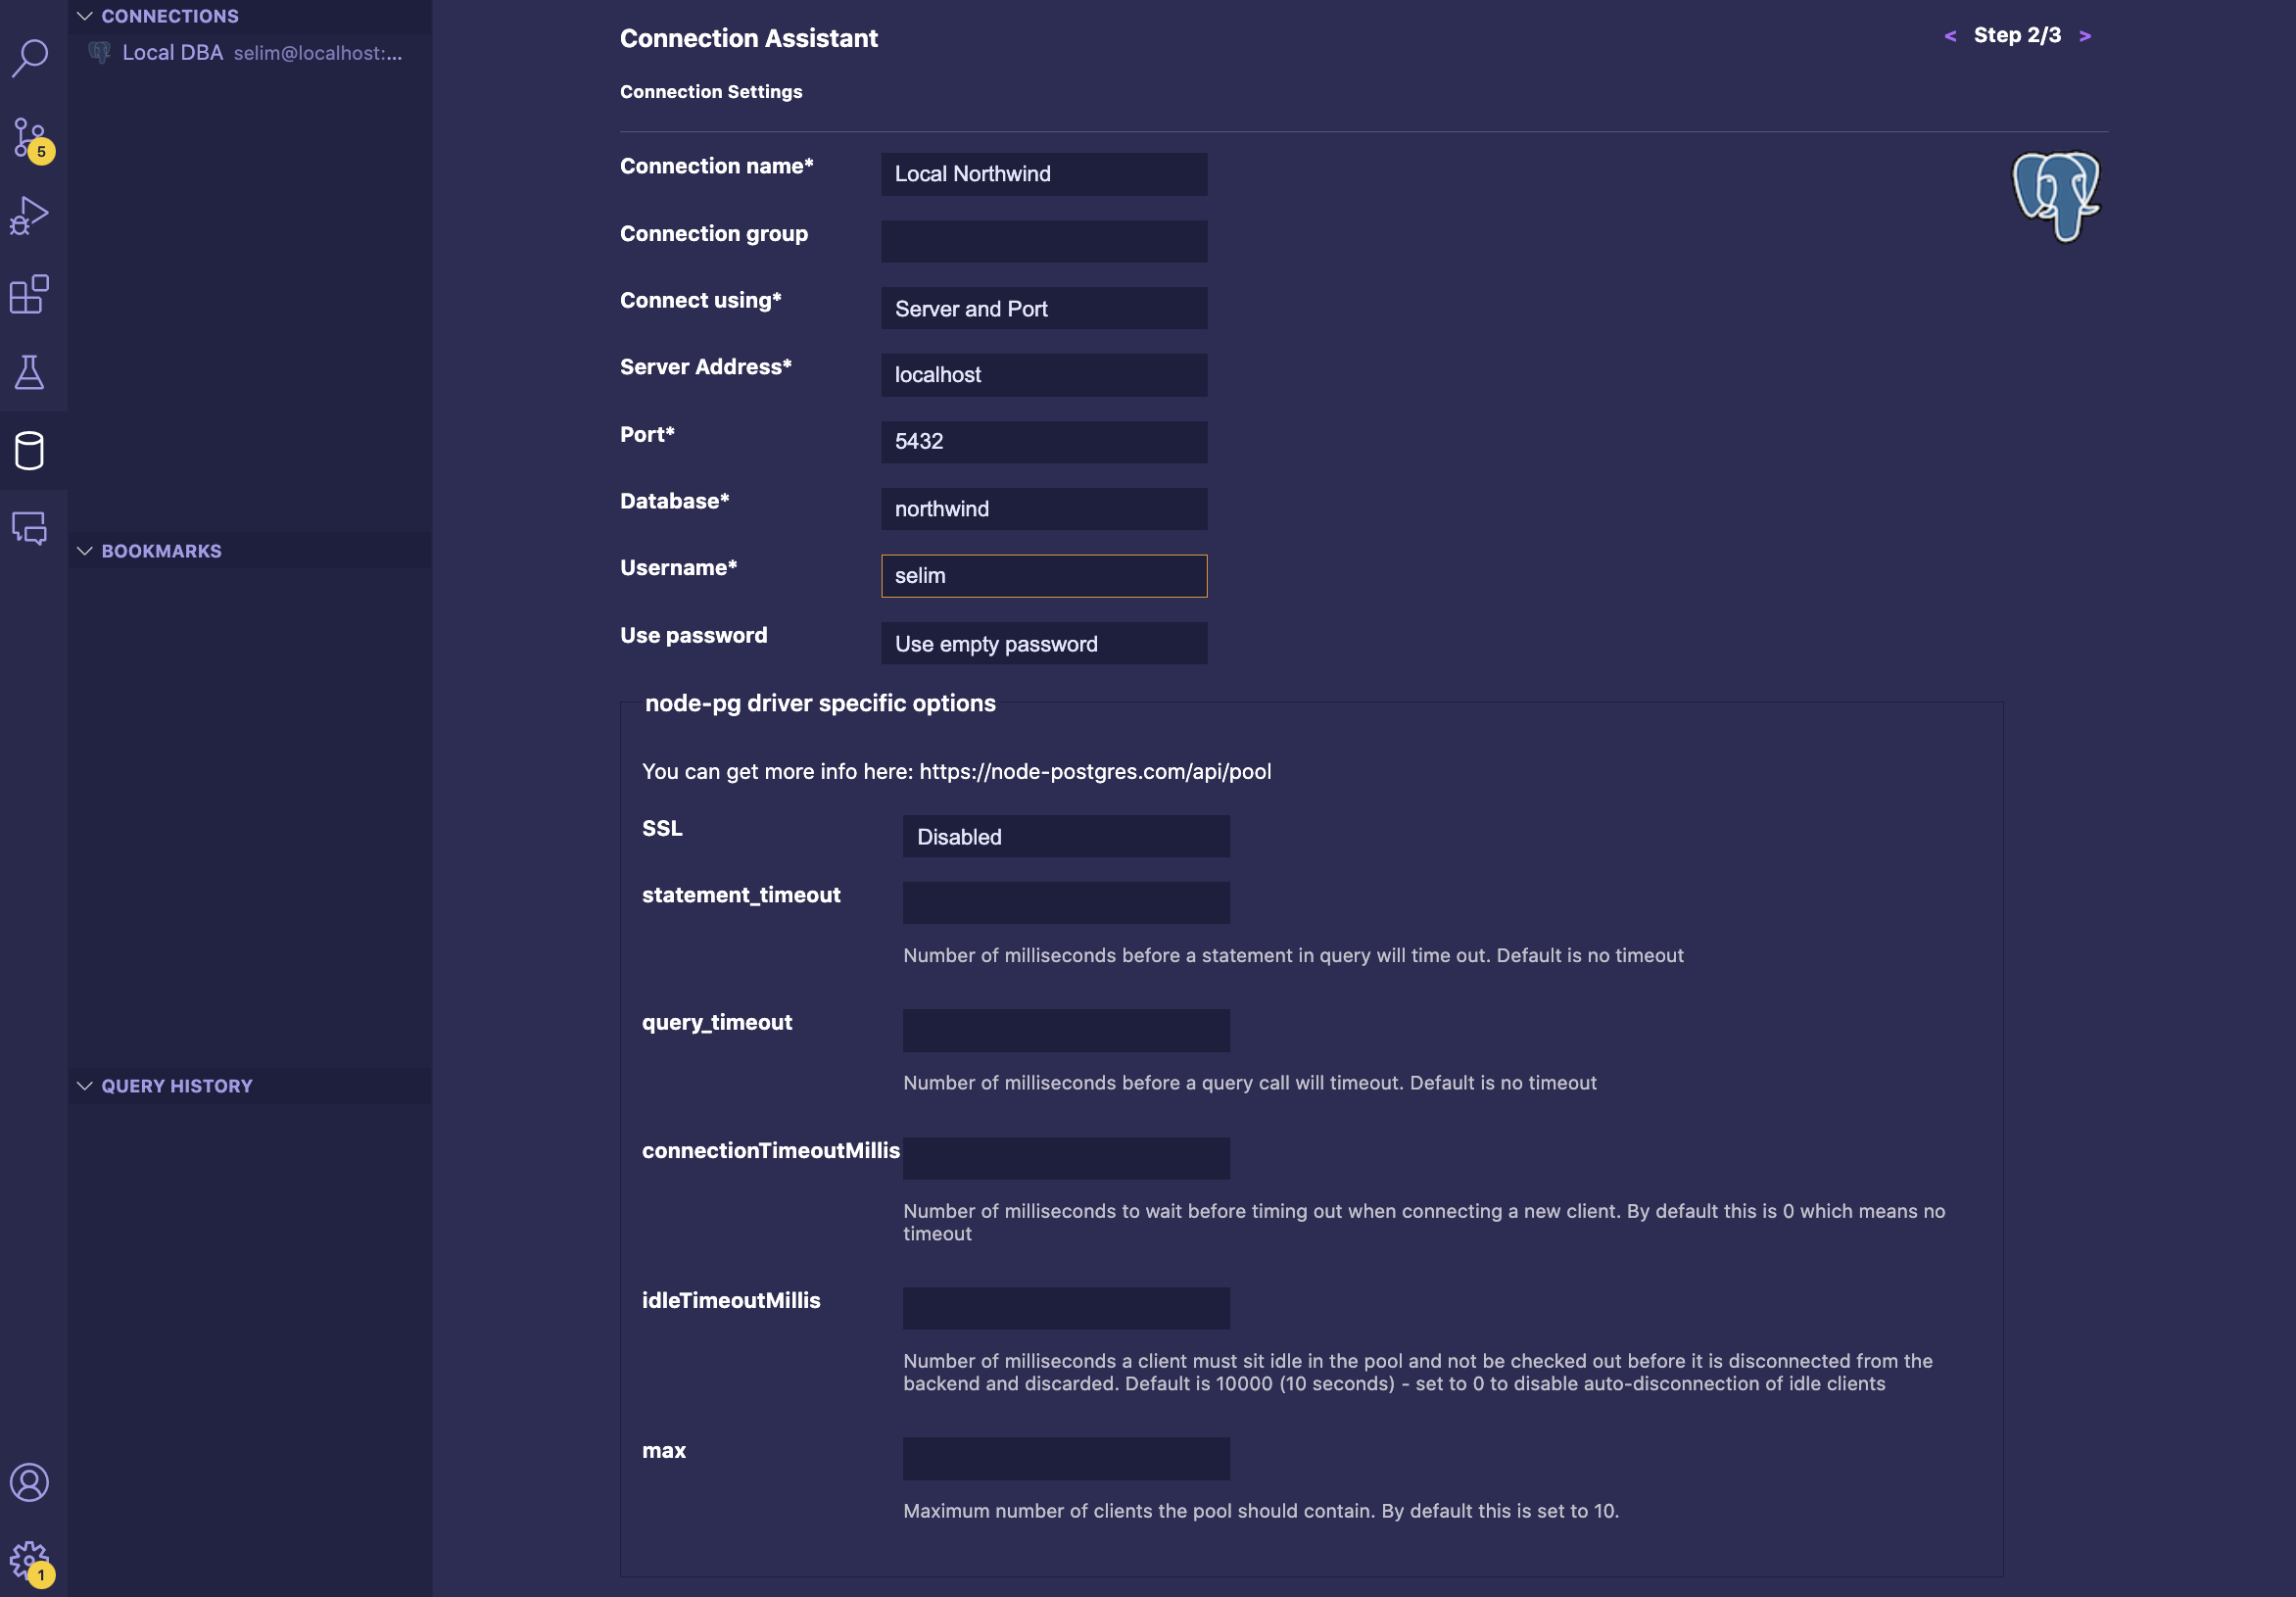 CONNECTIONS
Local DBA selim@localhost:...
5
BOOKMARKS
QUERY HISTORY
1
Connection Assistant
< Step 2/3 >
Connection Settings
Connection name* Local Northwind
Connection group
Connect using* Server and Port
Server Address* localhost
Port* 5432
Database* northwind
Username* selim
Use password Use empty password
node-pg driver specific options
You can get more info here: https://node-postgres.com/api/pool
SSL Disabled
statement_timeout
Number of milliseconds before a statement in query will time out. Default is no timeout
query_timeout
Number of milliseconds before a query call will timeout. Default is no timeout
connectionTimeoutMillis
Number of milliseconds to wait before timing out when connecting a new client. By default this is 0 which means no
timeout
idleTimeoutMillis
Number of milliseconds a client must sit idle in the pool and not be checked out before it is disconnected from the
backend and discarded. Default is 10000 (10 seconds) - set to 0 to disable auto-disconnection of idle clients
max
Maximum number of clients the pool should contain. By default this is set to 10.